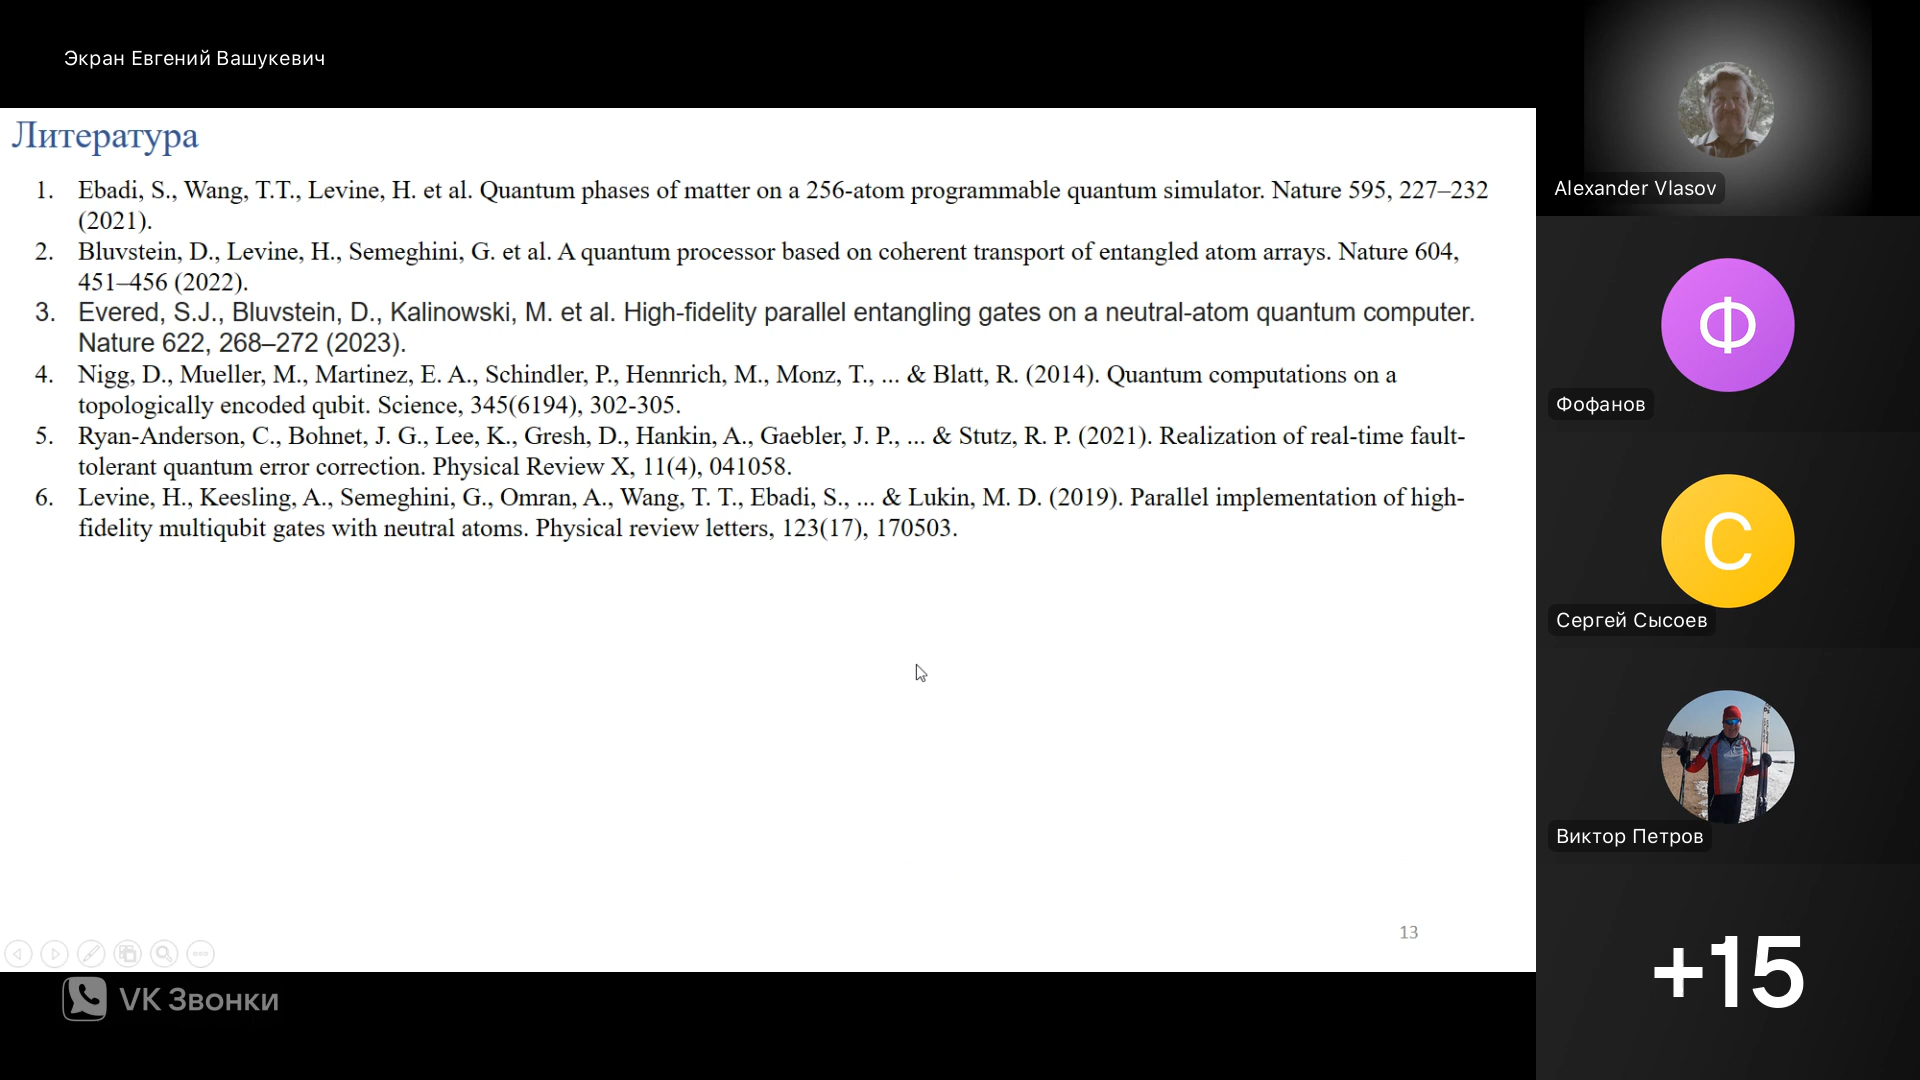 Экран Евгений Вашукевич
Литература
1. Ebadi, S., Wang, T.T., Levine, H. et al. Quantum phases of matter on a 256-atom programmable quantum simulator. Nature 595, 227–232
(2021).
2. Bluvstein, D., Levine, H., Semeghini, G. et al. A quantum processor based on coherent transport of entangled atom arrays. Nature 604,
451–456 (2022).
3. Evered, S.J., Bluvstein, D., Kalinowski, M. et al. High-fidelity parallel entangling gates on a neutral-atom quantum computer.
Nature 622, 268–272 (2023).
4. Nigg, D., Mueller, M., Martinez, E. A., Schindler, P., Hennrich, M., Monz, T., ... & Blatt, R. (2014). Quantum computations on a
topologically encoded qubit. Science, 345(6194), 302-305.
5. Ryan-Anderson, C., Bohnet, J. G., Lee, K., Gresh, D., Hankin, A., Gaebler, J. P., ... & Stutz, R. P. (2021). Realization of real-time fault-
tolerant quantum error correction. Physical Review X, 11(4), 041058.
6. Levine, H., Keesling, A., Semeghini, G., Omran, A., Wang, T. T., Ebadi, S., ... & Lukin, M. D. (2019). Parallel implementation of high-
fidelity multiqubit gates with neutral atoms. Physical review letters, 123(17), 170503.
13
VK Звонки
Alexander Vlasov
Ф
Фофанов
С
Сергей Сысоев
Виктор Петров
+15